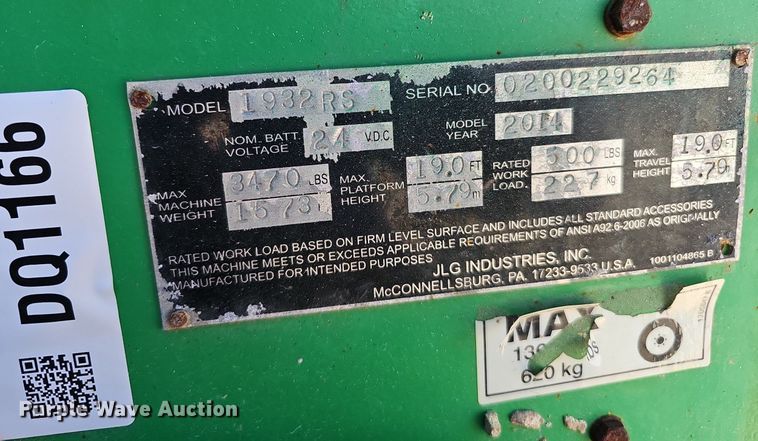 MODEL 1932RS SERIAL NO 0200229264
NOM. BATT. VOLTAGE 24 V.D.C.
MODEL YEAR 2014
MAX MACHINE WEIGHT 3470 LBS
MAX. PLATFORM HEIGHT 19.0 FT 5.79 m
RATED WORK LOAD. 500 LBS 227 kg
MAX. TRAVEL HEIGHT 19.0 FT 5.79
RATED WORK LOAD BASED ON FIRM LEVEL SURFACE AND INCLUDES ALL STANDARD ACCESSORIES
THIS MACHINE MEETS OR EXCEEDS APPLICABLE REQUIREMENTS OF ANSI A92.6-2006 AS ORIGINALLY
MANUFACTURED FOR INTENDED PURPOSES
JLG INDUSTRIES, INC.
McCONNELLSBURG, PA. 17233-9533 U.S.A.
1001104865 B
MAX
620 kg
DQ1166
Purple Wave Auction